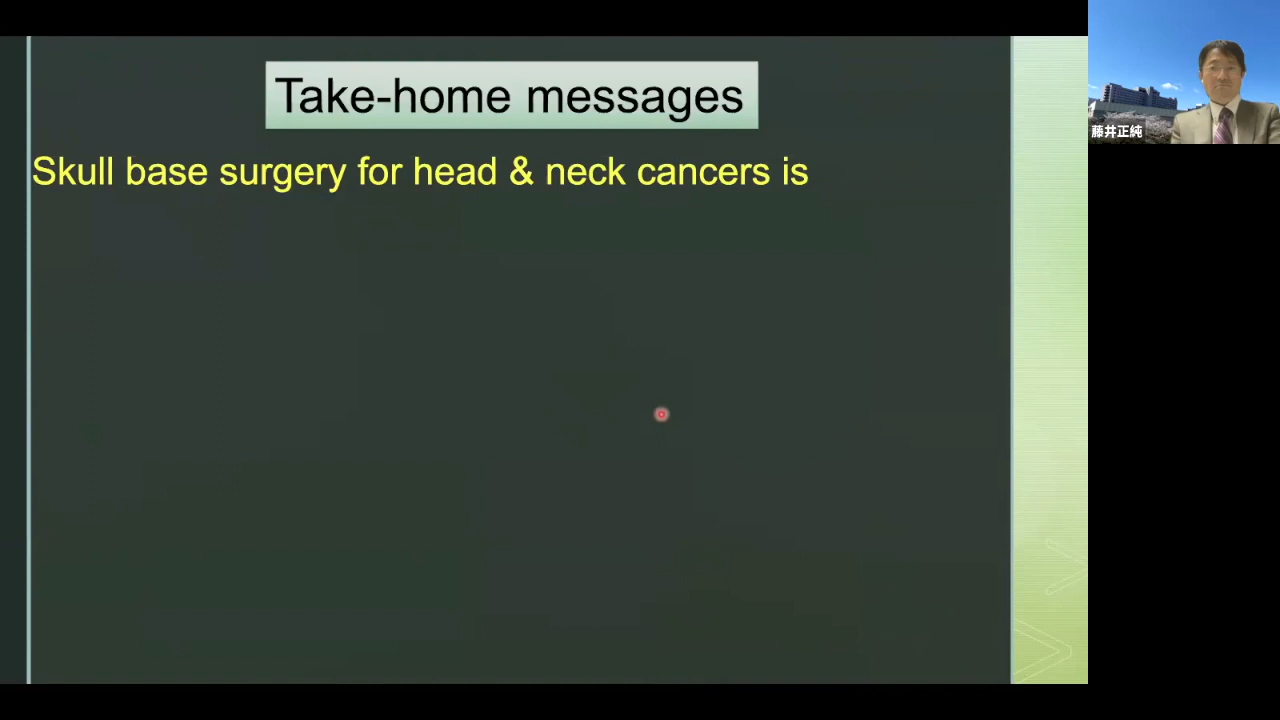 Take-home messages
Skull base surgery for head & neck cancers is
藤井正純